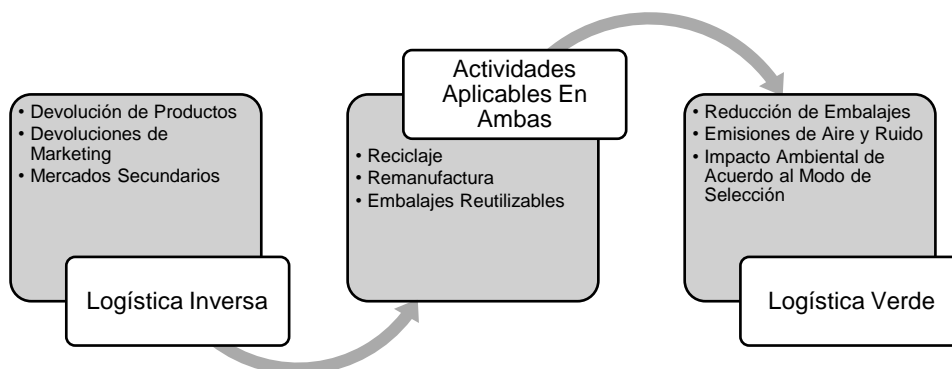 • Devolución de Productos
• Devoluciones de
Marketing
• Mercados Secundarios
Logística Inversa
Actividades
Aplicables En
Ambas
• Reciclaje
• Remanufactura
• Embalajes Reutilizables
• Reducción de Embalajes
• Emisiones de Aire y Ruido
• Impacto Ambiental de
Acuerdo al Modo de
Selección
Logística Verde